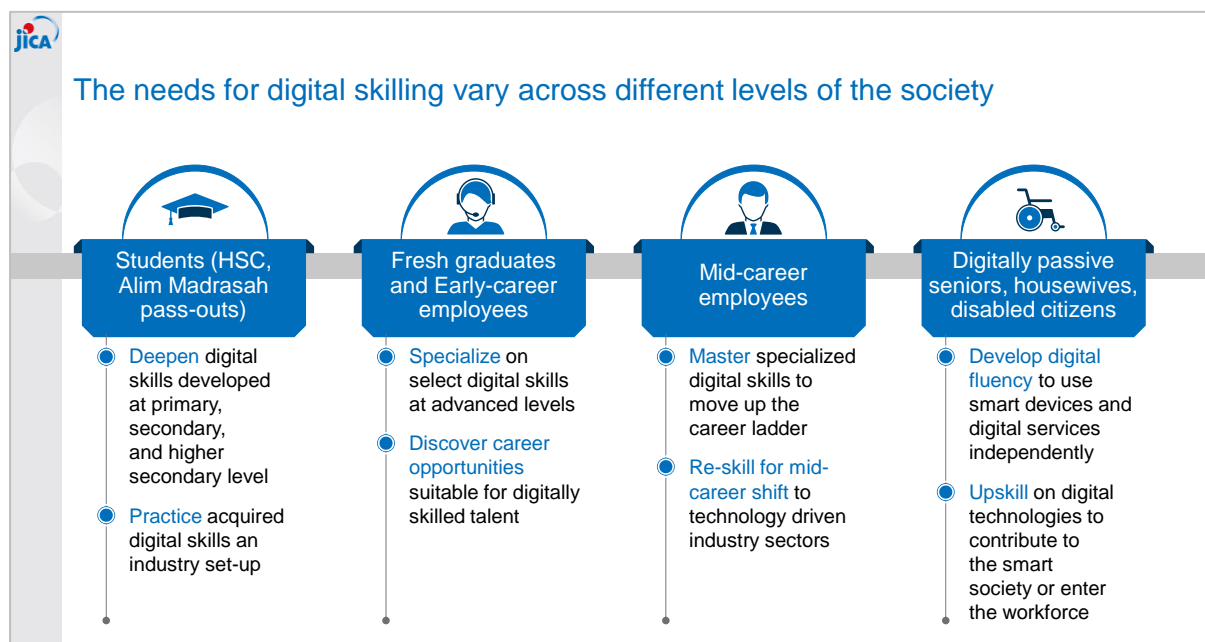 jICA
The needs for digital skilling vary across different levels of the society
Students (HSC,
Alim Madrasah
pass-outs)
Deepen digital
skills developed
at primary,
secondary,
and higher
secondary level
Practice acquired
digital skills an
industry set-up
Fresh graduates
and Early-career
employees
Specialize on
select digital skills
at advanced levels
Discover career
opportunities
suitable for digitally
skilled talent
Mid-career
employees
Master specialized
digital skills to
move up the
career ladder
Re-skill for mid-
career shift to
technology driven
industry sectors
Digitally passive
seniors, housewives,
disabled citizens
Develop digital
fluency to use
smart devices and
digital services
independently
Upskill on digital
technologies to
contribute to
the smart
society or enter
the workforce